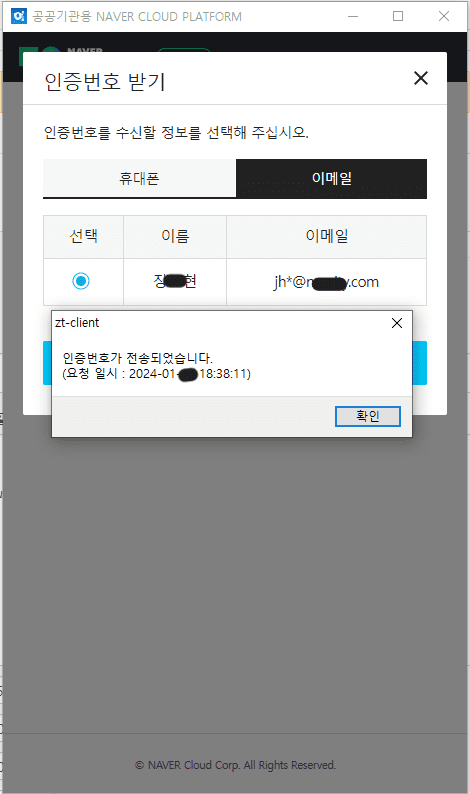 공공기관용 NAVER CLOUD PLATFORM
NAVER
인증번호 받기
인증번호를 수신할 정보를 선택해 주십시오.
휴대폰 이메일
선택 이름 이메일
장 현 jh*@n y.com
zt-client
인증번호가 전송되었습니다.
(요청 일시 : 2024-01- 18:38:11)
확인
© NAVER Cloud Corp. All Rights Reserved.